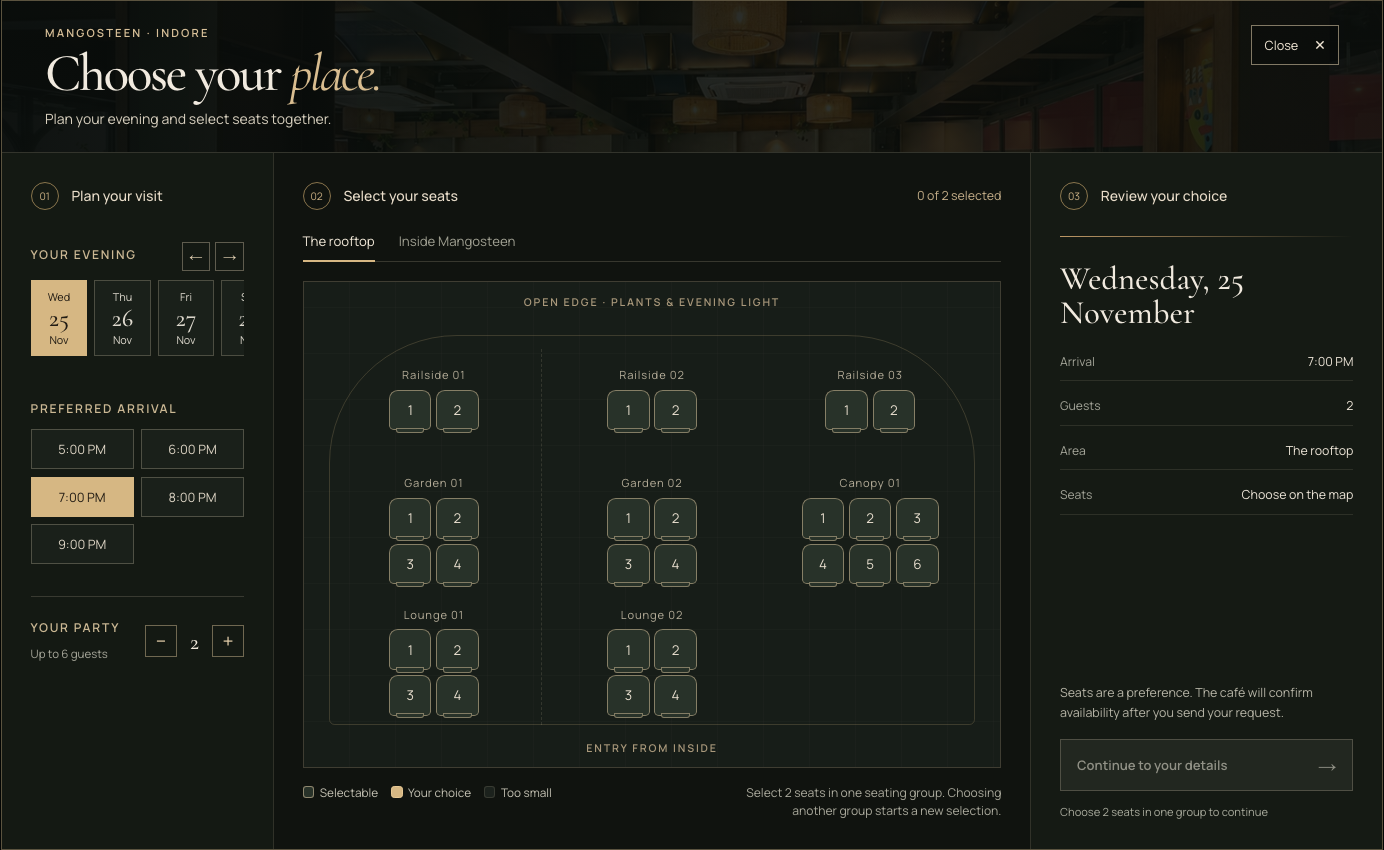 MANGOSTEEN · INDORE
Choose your place.
Plan your evening and select seats together.
Close ×
01 Plan your visit
YOUR EVENING ← →
Wed
25
Nov
Thu
26
Nov
Fri
27
Nov
PREFERRED ARRIVAL
5:00 PM 6:00 PM
7:00 PM 8:00 PM
9:00 PM
YOUR PARTY
Up to 6 guests
− 2 +
02 Select your seats
0 of 2 selected
The rooftop Inside Mangosteen
OPEN EDGE · PLANTS & EVENING LIGHT
Railside 01 Railside 02 Railside 03
1 2 1 2 1 2
Garden 01 Garden 02 Canopy 01
1 2 1 2 1 2 3
3 4 3 4 4 5 6
Lounge 01 Lounge 02
1 2 1 2
3 4 3 4
ENTRY FROM INSIDE
Selectable Your choice Too small
Select 2 seats in one seating group. Choosing
another group starts a new selection.
03 Review your choice
Wednesday, 25
November
Arrival 7:00 PM
Guests 2
Area The rooftop
Seats Choose on the map
Seats are a preference. The café will confirm
availability after you send your request.
Continue to your details →
Choose 2 seats in one group to continue